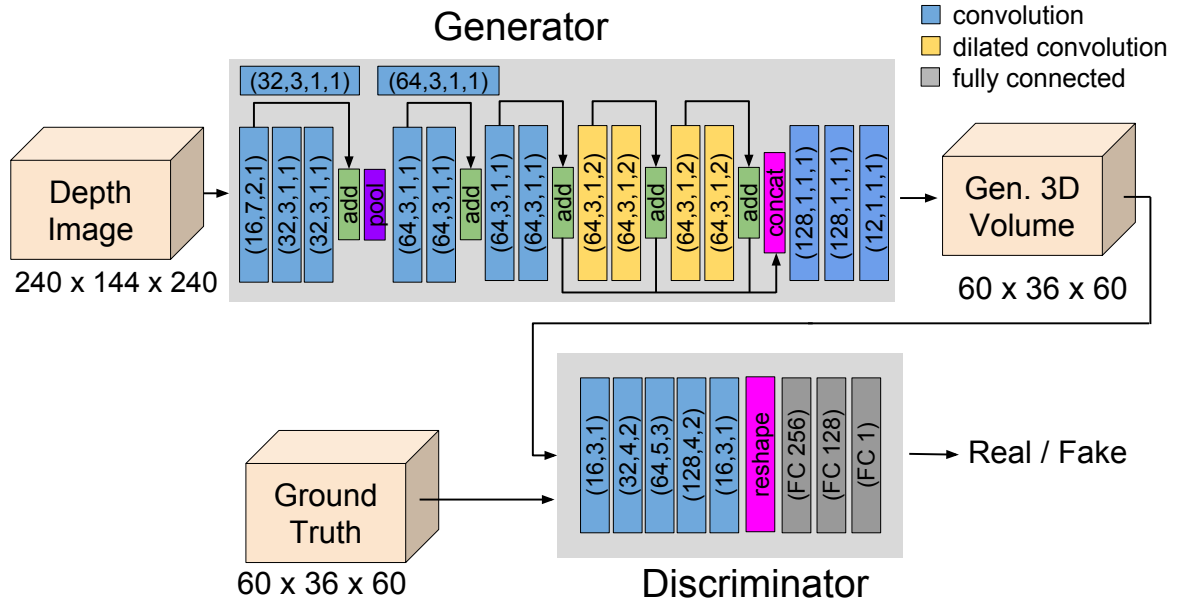 Generator
convolution
dilated convolution
fully connected
(32,3,1,1)
(64,3,1,1)
Depth
Image
240 x 144 x 240
(16,7,2,1)
(32,3,1,1)
(32,3,1,1)
add
pool
(64,3,1,1)
(64,3,1,1)
add
(64,3,1,1)
(64,3,1,1)
add
(64,3,1,2)
(64,3,1,2)
add
(64,3,1,2)
(64,3,1,2)
add
concat
(128,1,1,1)
(128,1,1,1)
(12,1,1,1)
Gen. 3D
Volume
60 x 36 x 60
Ground
Truth
60 x 36 x 60
(16,3,1)
(32,4,2)
(64,5,3)
(128,4,2)
(16,3,1)
reshape
(FC 256)
(FC 128)
(FC 1)
Real / Fake
Discriminator